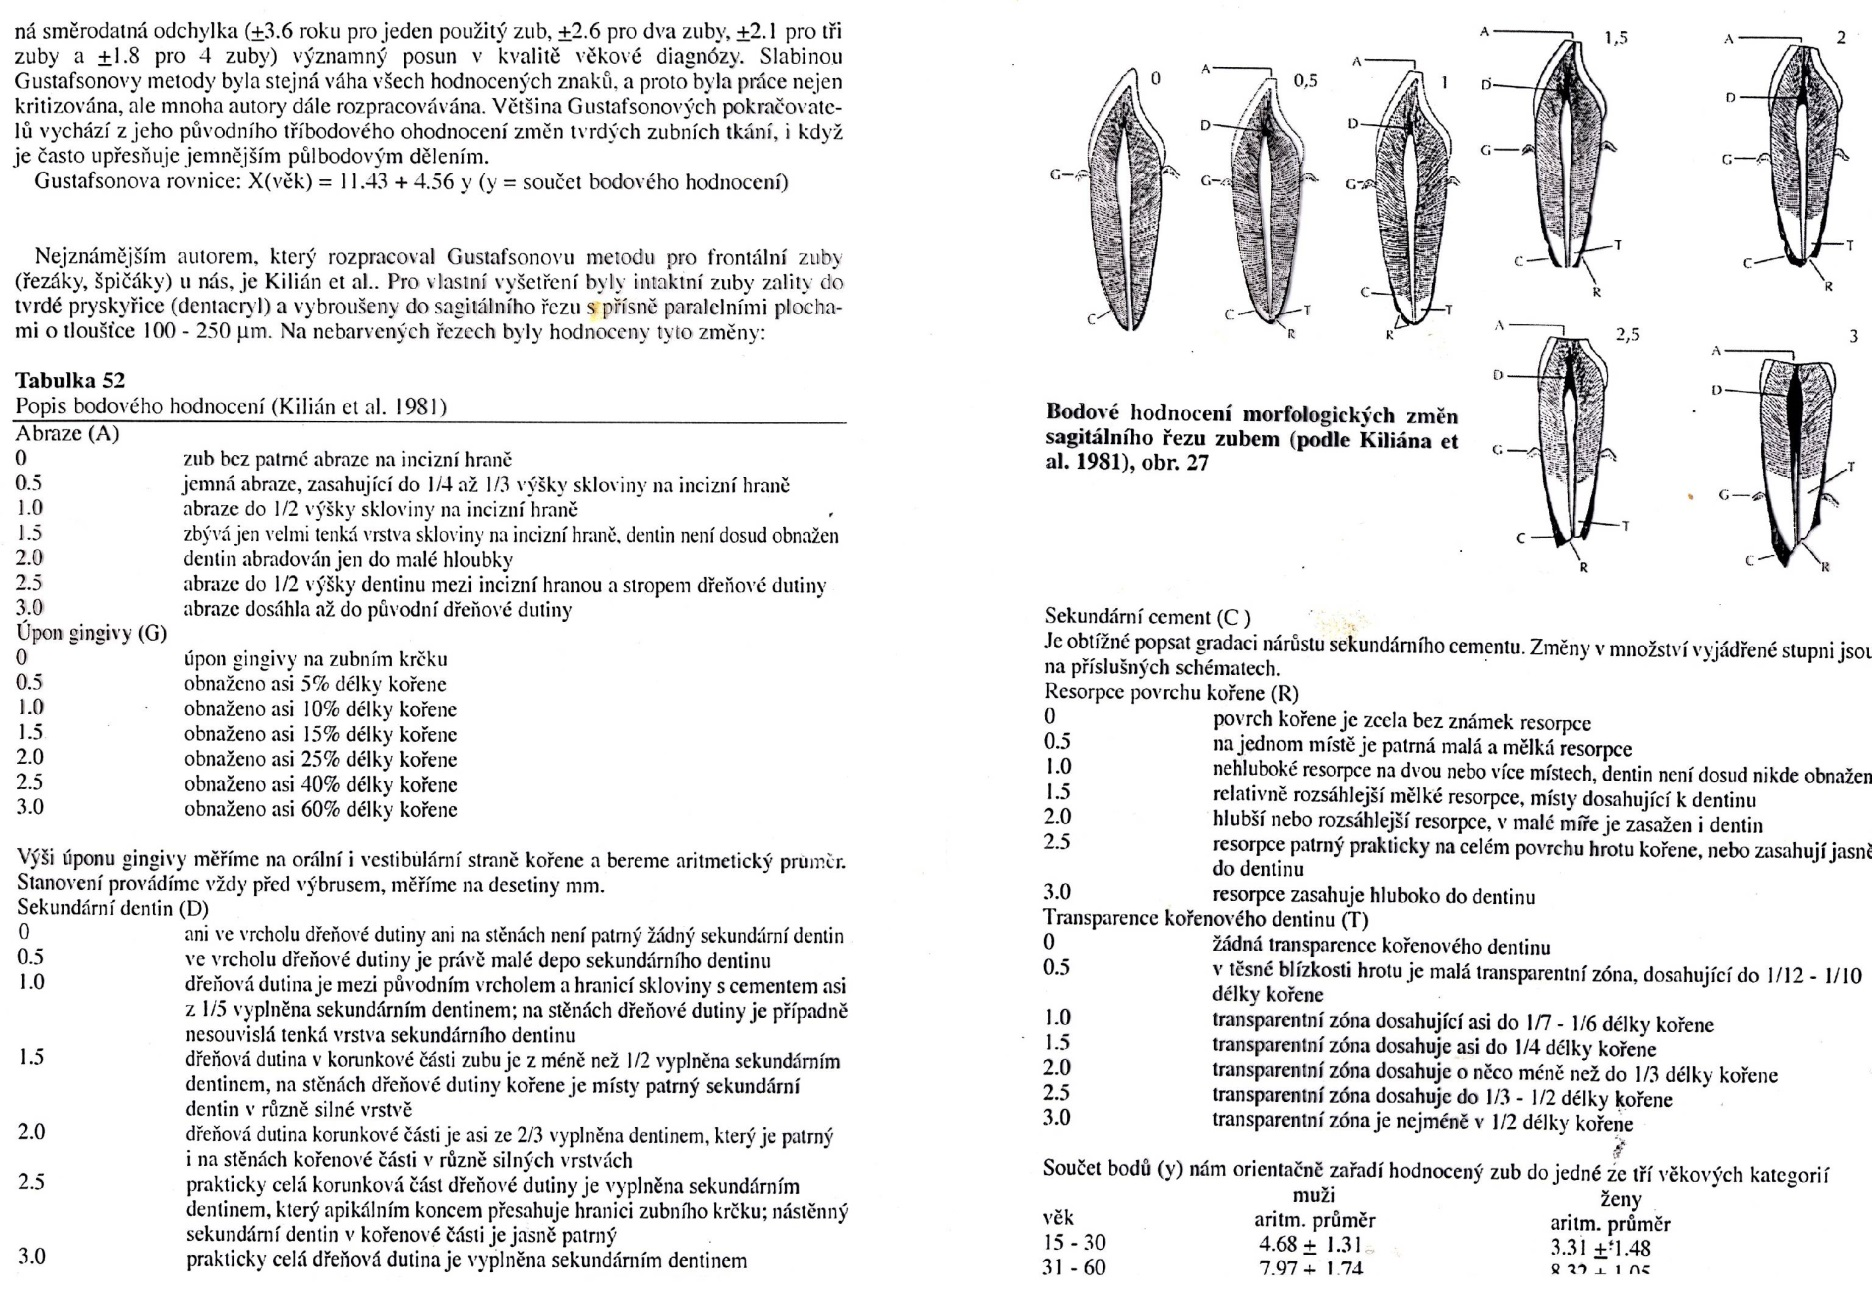 ná směrodatná odchylka (±3.6 roku pro jeden použitý zub, ±2.6 pro dva zuby, ±2.1 pro tři
zuby a ±1.8 pro 4 zuby) významný posun v kvalitě věkové diagnózy. Slabinou
Gustafsonovy metody byla stejná váha všech hodnocených znaků, a proto byla práce nejen
kritizována, ale mnoha autory dále rozpracovávána. Většina Gustafsonových pokračovate-
lů vychází z jeho původního tříbodového ohodnocení změn tvrdých zubních tkání, i když
je často upřesňuje jemnějším půlbodovým dělením.
Gustafsonova rovnice: X(věk) = 11.43 + 4.56 y (y = součet bodového hodnocení)
Nejznámějším autorem, který rozpracoval Gustafsonovu metodu pro frontální zuby
(řezáky, špičáky) u nás, je Kilián et al.. Pro vlastní vyšetření byly intaktní zuby zality do
tvrdé pryskyřice (dentacryl) a vybroušeny do sagitálního řezu s přísně paralelními plocha-
mi o tloušťce 100 - 250 µm. Na nebarvených řezech byly hodnoceny tyto změny:
Tabulka 52
Popis bodového hodnocení (Kilián et al. 1981)
Abraze (A)
0 zub bez patrné abraze na incizní hraně
0.5 jemná abraze, zasahující do 1/4 až 1/3 výšky skloviny na incizní hraně
1.0 abraze do 1/2 výšky skloviny na incizní hraně
1.5 zbývá jen velmi tenká vrstva skloviny na incizní hraně, dentin není dosud obnažen
2.0 dentin abradován jen do malé hloubky
2.5 abraze do 1/2 výšky dentinu mezi incizní hranou a stropem dřeňové dutiny
3.0 abraze dosáhla až do původní dřeňové dutiny
Úpon gingivy (G)
0 úpon gingivy na zubním krčku
0.5 obnaženo asi 5% délky kořene
1.0 obnaženo asi 10% délky kořene
1.5 obnaženo asi 15% délky kořene
2.0 obnaženo asi 25% délky kořene
2.5 obnaženo asi 40% délky kořene
3.0 obnaženo asi 60% délky kořene
Výši úponu gingivy měříme na orální i vestibulární straně kořene a bereme aritmetický průměr.
Stanovení provádíme vždy před výbrusem, měříme na desetiny mm.
Sekundární dentin (D)
0 ani ve vrcholu dřeňové dutiny ani na stěnách není patrný žádný sekundární dentin
0.5 ve vrcholu dřeňové dutiny je právě malé depo sekundárního dentinu
1.0 dřeňová dutina je mezi původním vrcholem a hranicí skloviny s cementem asi
z 1/5 vyplněna sekundárním dentinem; na stěnách dřeňové dutiny je případně
nesouvislá tenká vrstva sekundárního dentinu
1.5 dřeňová dutina v korunkové části zubu je z méně než 1/2 vyplněna sekundárním
dentinem, na stěnách dřeňové dutiny kořene je místy patrný sekundární
dentin v různě silné vrstvě
2.0 dřeňová dutina korunkové části je asi ze 2/3 vyplněna dentinem, který je patrný
i na stěnách kořenové části v různě silných vrstvách
2.5 prakticky celá korunková část dřeňové dutiny je vyplněna sekundárním
dentinem, který apikálním koncem přesahuje hranici zubního krčku; nástěnný
sekundární dentin v kořenové části je jasně patrný
3.0 prakticky celá dřeňová dutina je vyplněna sekundárním dentinem
0
G
C
A 0,5
D
G
C T
R
A 1
D
G
C T
R
A 1,5
D
G
C T
R
A 2
D
G
C T
R
A 2,5
D
G
C T
R
A 3
D
G T
C R
Bodové hodnocení morfologických změn
sagitálního řezu zubem (podle Kiliána et
al. 1981), obr. 27
Sekundární cement (C )
Je obtížné popsat gradaci nárůstu sekundárního cementu. Změny v množství vyjádřené stupni jsou
na příslušných schématech.
Resorpce povrchu kořene (R)
0 povrch kořene je zcela bez známek resorpce
0.5 na jednom místě je patrná malá a mělká resorpce
1.0 nehluboké resorpce na dvou nebo více místech, dentin není dosud nikde obnažen
1.5 relativně rozsáhlejší mělké resorpce, místy dosahující k dentinu
2.0 hlubší nebo rozsáhlejší resorpce, v malé míře je zasažen i dentin
2.5 resorpce patrný prakticky na celém povrchu hrotu kořene, nebo zasahují jasně
do dentinu
3.0 resorpce zasahuje hluboko do dentinu
Transparence kořenového dentinu (T)
0 žádná transparence kořenového dentinu
0.5 v těsné blízkosti hrotu je malá transparentní zóna, dosahující do 1/12 - 1/10
délky kořene
1.0 transparentní zóna dosahující asi do 1/7 - 1/6 délky kořene
1.5 transparentní zóna dosahuje asi do 1/4 délky kořene
2.0 transparentní zóna dosahuje o něco méně než do 1/3 délky kořene
2.5 transparentní zóna dosahuje do 1/3 - 1/2 délky kořene
3.0 transparentní zóna je nejméně v 1/2 délky kořene
Součet bodů (y) nám orientačně zařadí hodnocený zub do jedné ze tří věkových kategorií
muži ženy
věk aritm. průměr aritm. průměr
15 - 30 4.68 ± 1.31 3.31 ± 1.48
31 - 60 7.97 ± 1.74